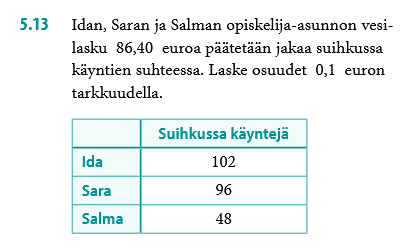 5.13 Idan, Saran ja Salman opiskelija-asunnon vesi-
lasku 86,40 euroa päätetään jakaa suihkussa
käyntien suhteessa. Laske osuudet 0,1 euron
tarkkuudella.
Suihkussa käyntejä
Ida 102
Sara 96
Salma 48